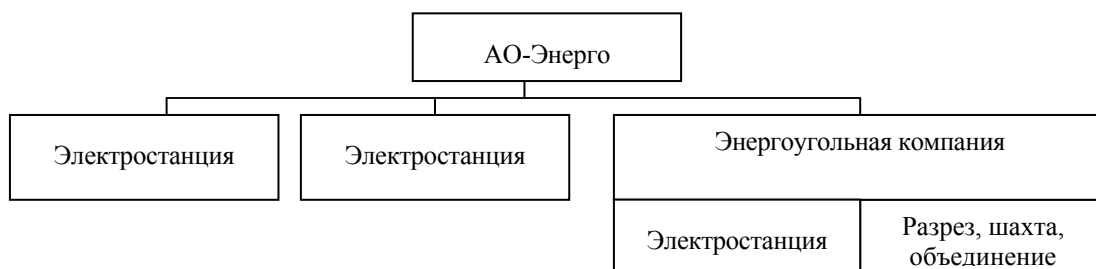 АО-Энерго
Электростанция
Электростанция
Энергоугольная компания
Электростанция
Разрез, шахта,
объединение